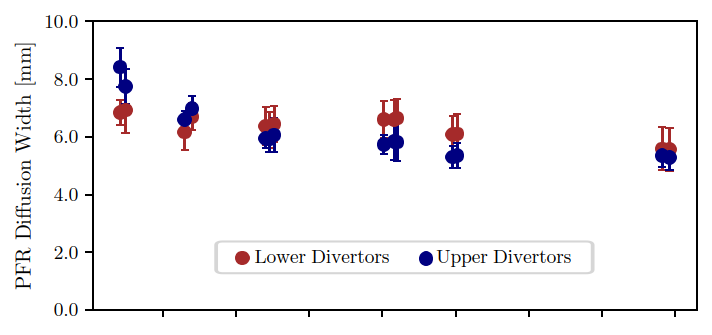 10.0
8.0
6.0
4.0
2.0
0.0
PFR Diffusion Width [mm]
Lower Divertors
Upper Divertors